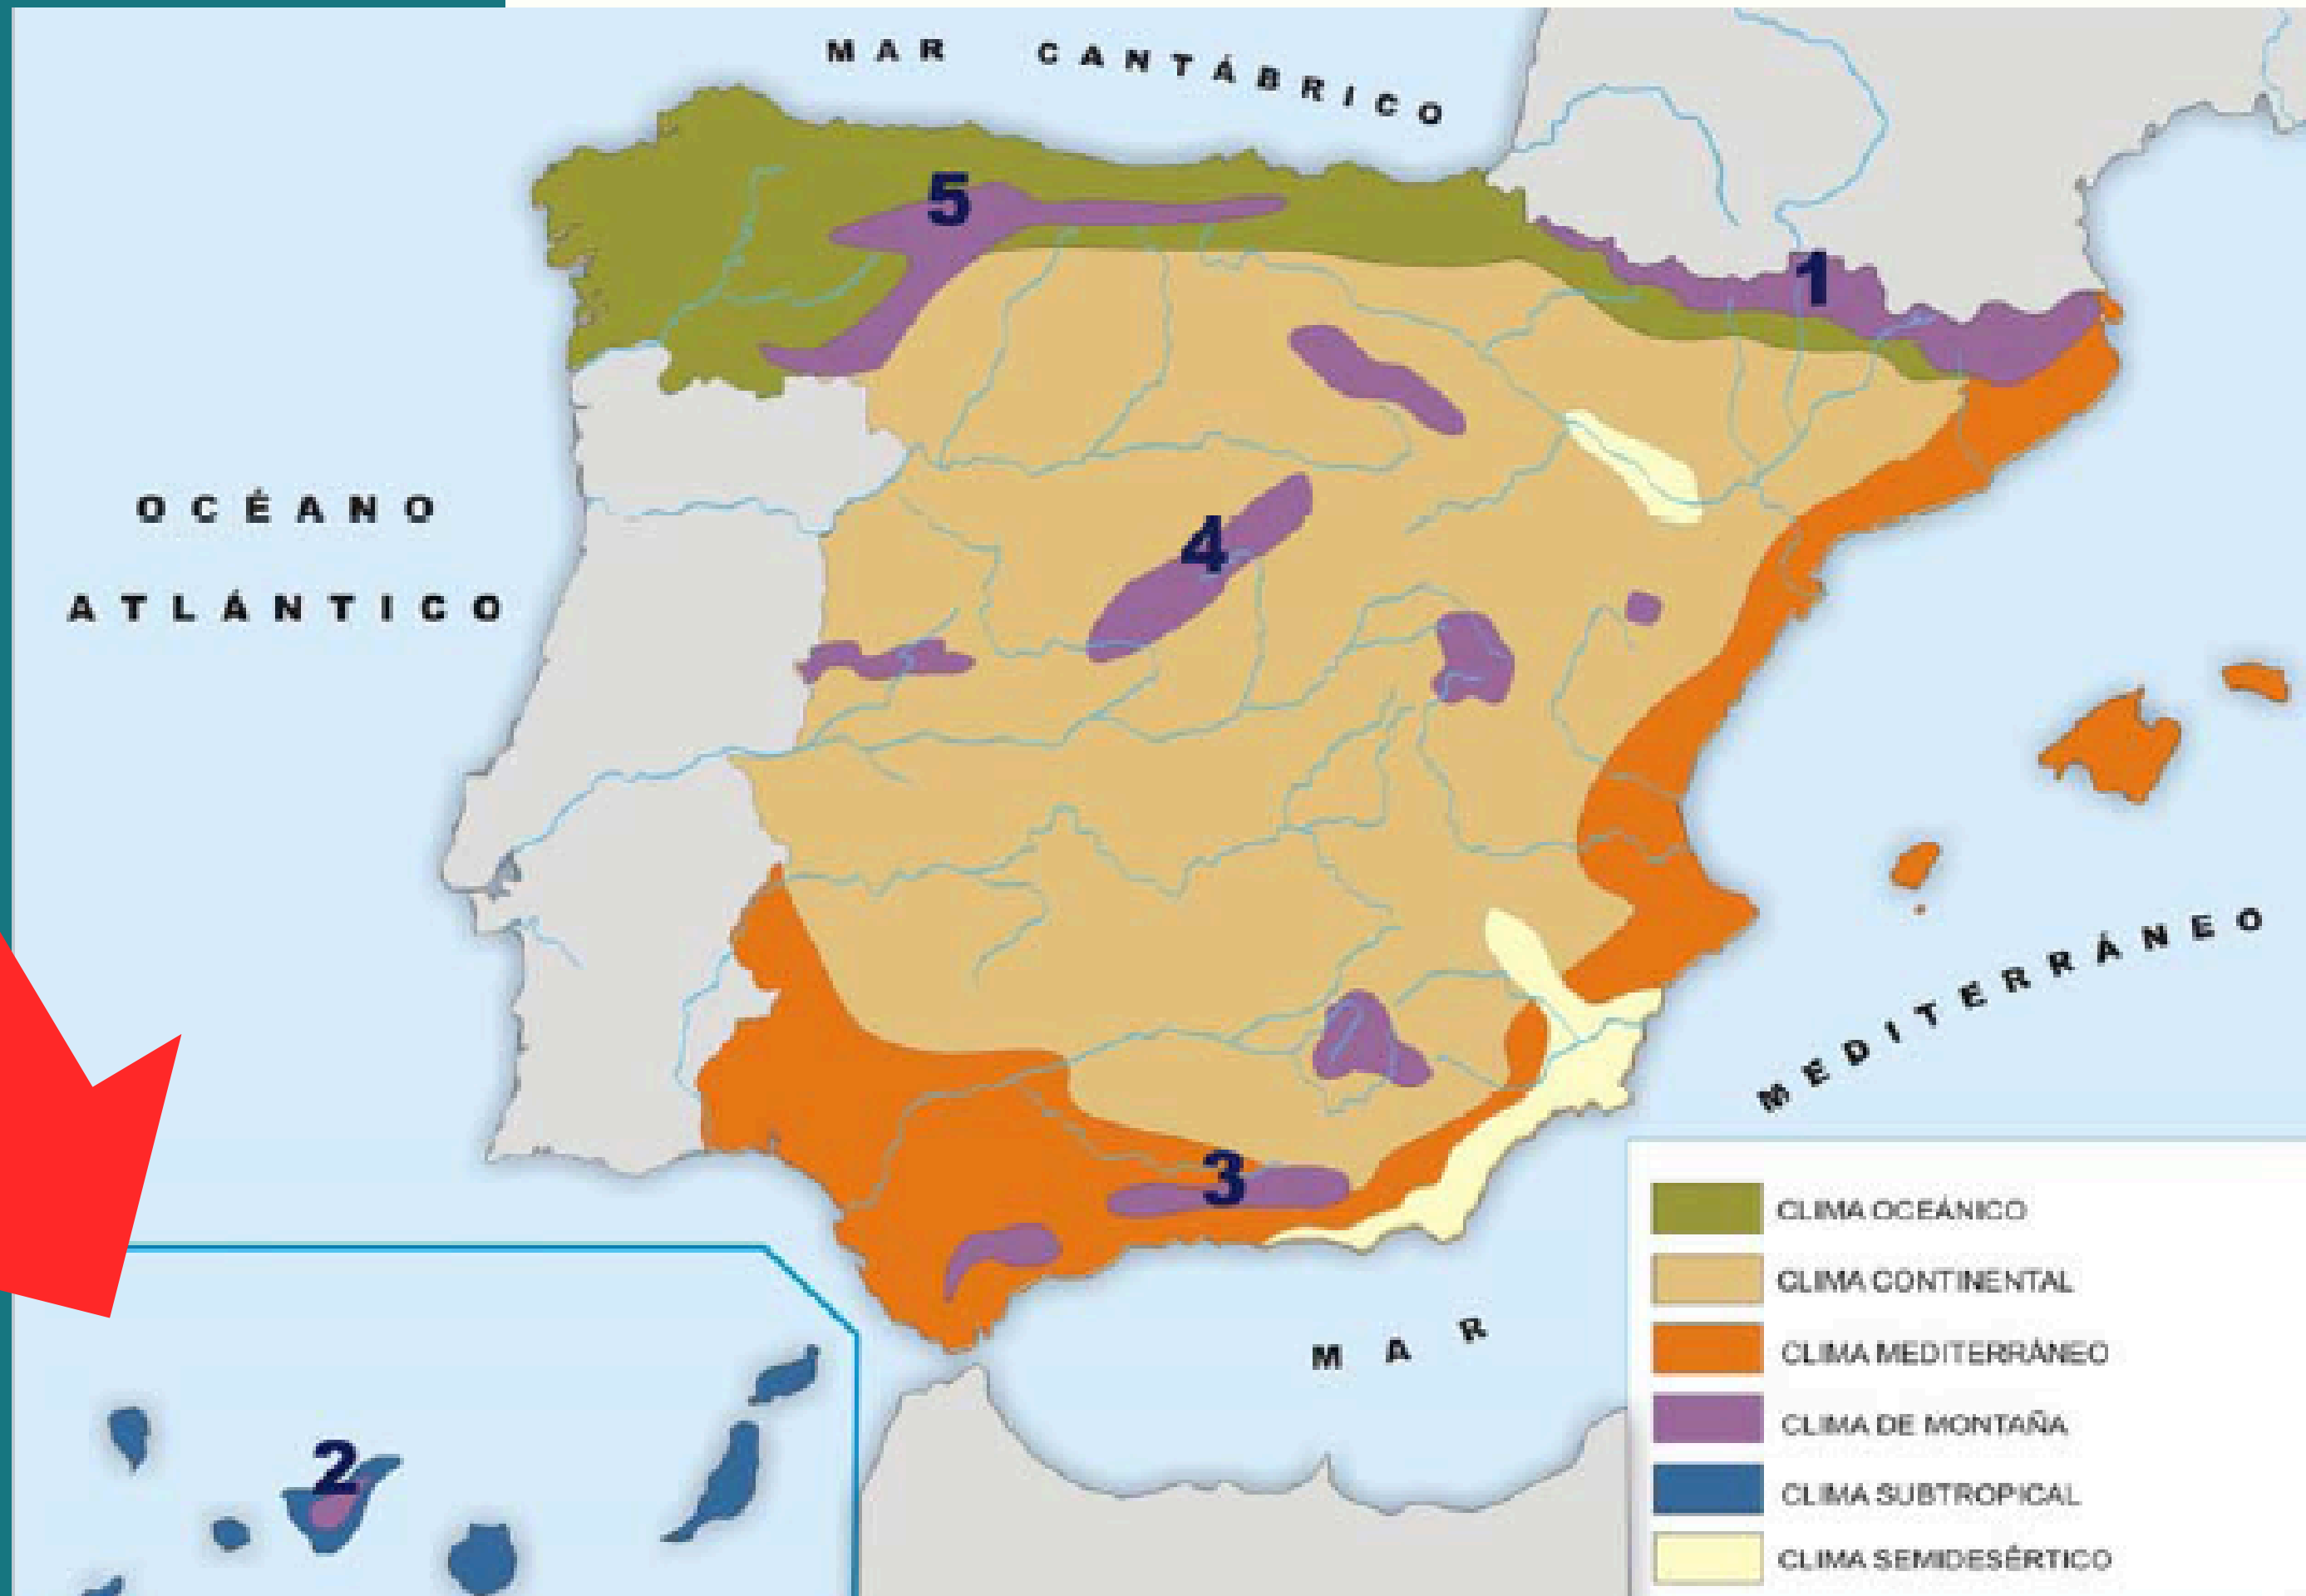 MAR CANTÁBRICO
5
1
OCÉANO
ATLÁNTICO
4
MAR MEDITERRÁNEO
3
2
CLIMA OCEÁNICO
CLIMA CONTINENTAL
CLIMA MEDITERRÁNEO
CLIMA DE MONTAÑA
CLIMA SUBTROPICAL
CLIMA SEMIDESÉRTICO